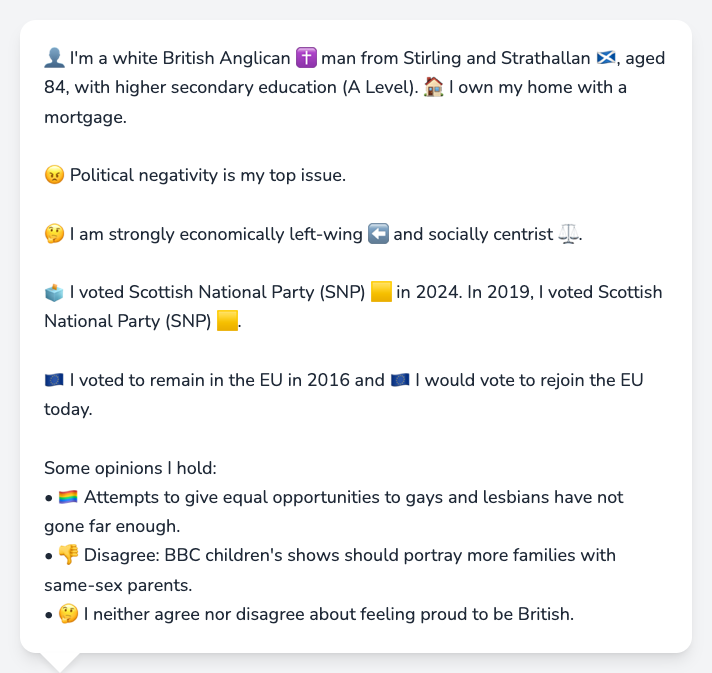 👤 I'm a white British Anglican ✝️ man from Stirling and Strathallan 🏴󠁧󠁢󠁳󠁣󠁴󠁿, aged
84, with higher secondary education (A Level). 🏠 I own my home with a
mortgage.
😠 Political negativity is my top issue.
🤔 I am strongly economically left-wing ⬅️ and socially centrist ⚖️.
🗳️ I voted Scottish National Party (SNP) 🟨 in 2024. In 2019, I voted Scottish
National Party (SNP) 🟨.
🇪🇺 I voted to remain in the EU in 2016 and 🇪🇺 I would vote to rejoin the EU
today.
Some opinions I hold:
• 🏳️‍🌈 Attempts to give equal opportunities to gays and lesbians have not
gone far enough.
• 👎 Disagree: BBC children's shows should portray more families with
same-sex parents.
• 🤔 I neither agree nor disagree about feeling proud to be British.